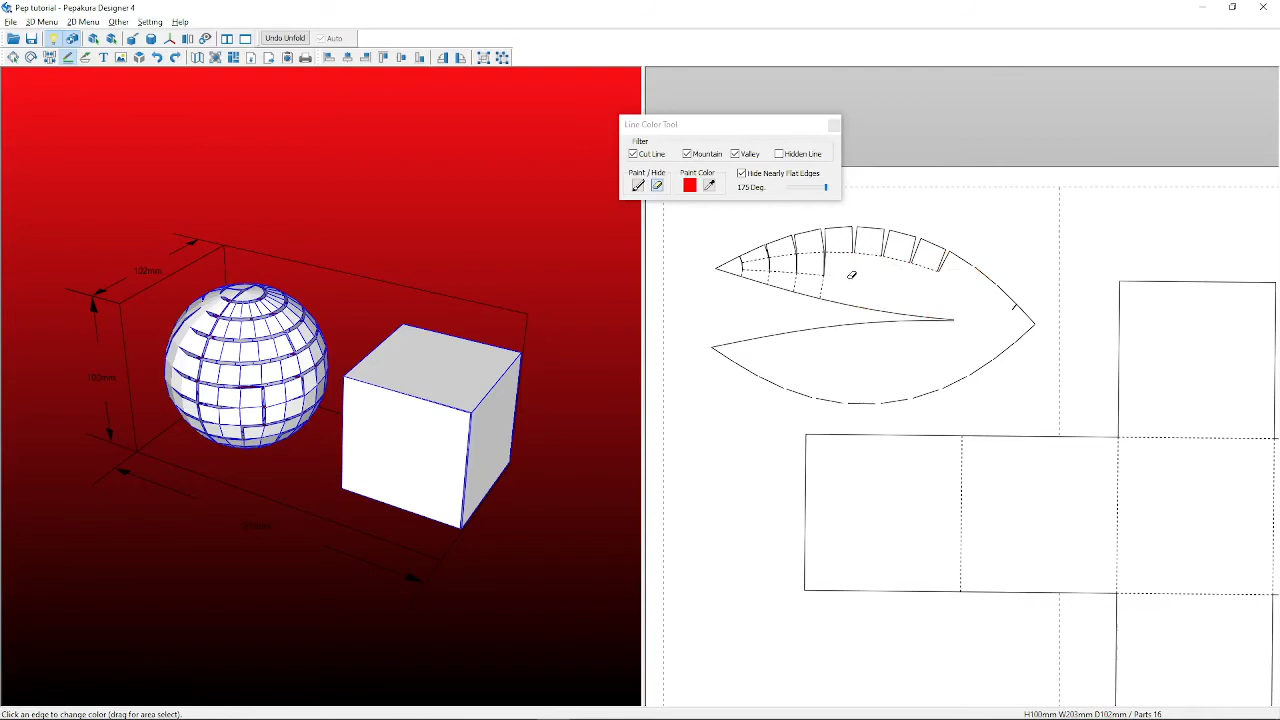 Pep tutorial - Pepakura Designer 4
File 3D Menu 2D Menu Other Setting Help
Undo Unfold Auto
Line Color Tool
Filter
Cut Line Mountain Valley Hidden Line
Paint / Hide Paint Color Hide Nearly Flat Edges
175 Deg.
102mm
100mm
Click an edge to change color (drag for area select).
H100mm W203mm D102mm / Parts 16